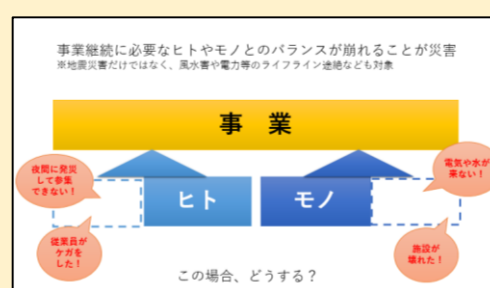 事業継続に必要なヒトやモノとのバランスが崩れることが災害
※地震災害だけではなく、風水害や電力等のライフライン途絶なども対象
事 業
夜間に発災
して参集
できない！
電気や水が
来ない！
ヒト
モノ
従業員が
ケガを
した！
施設が
壊れた！
この場合、どうする？